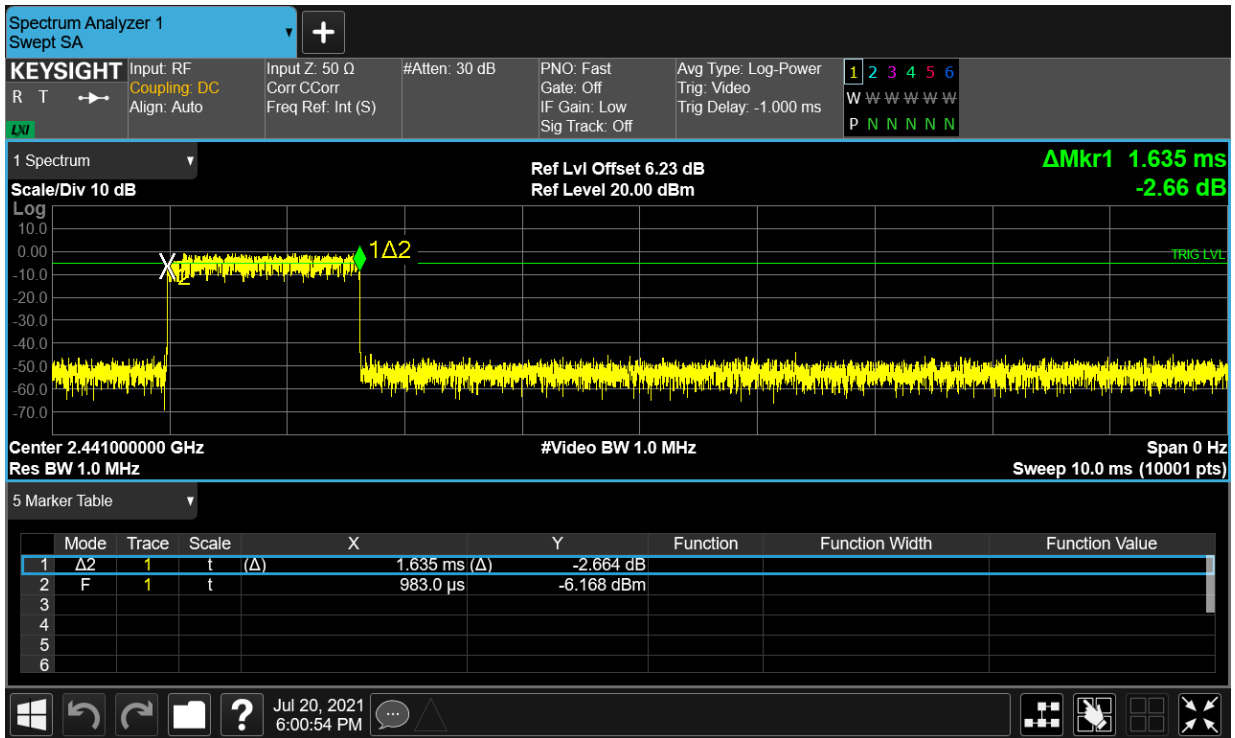 Spectrum Analyzer 1
Swept SA
KEYSIGHT
R T
LXI
Input: RF
Coupling: DC
Align: Auto
Input Z: 50 Ω
Corr CCorr
Freq Ref: Int (S)
#Atten: 30 dB
PNO: Fast
Gate: Off
IF Gain: Low
Sig Track: Off
Avg Type: Log-Power
Trig: Video
Trig Delay: -1.000 ms
1 2 3 4 5 6
W W W W W W
P N N N N N
1 Spectrum
Scale/Div 10 dB
Ref Lvl Offset 6.23 dB
Ref Level 20.00 dBm
ΔMkr1 1.635 ms
-2.66 dB
Log
10.0
0.00
-10.0
-20.0
-30.0
-40.0
-50.0
-60.0
-70.0
X
2
1Δ2
TRIG LVL
Center 2.441000000 GHz
#Video BW 1.0 MHz
Span 0 Hz
Res BW 1.0 MHz
Sweep 10.0 ms (10001 pts)
5 Marker Table
Mode Trace Scale X Y Function Function Width Function Value
1 Δ2 1 t (Δ) 1.635 ms (Δ) -2.664 dB
2 F 1 t 983.0 µs -6.168 dBm
3
4
5
6
?
Jul 20, 2021
6:00:54 PM